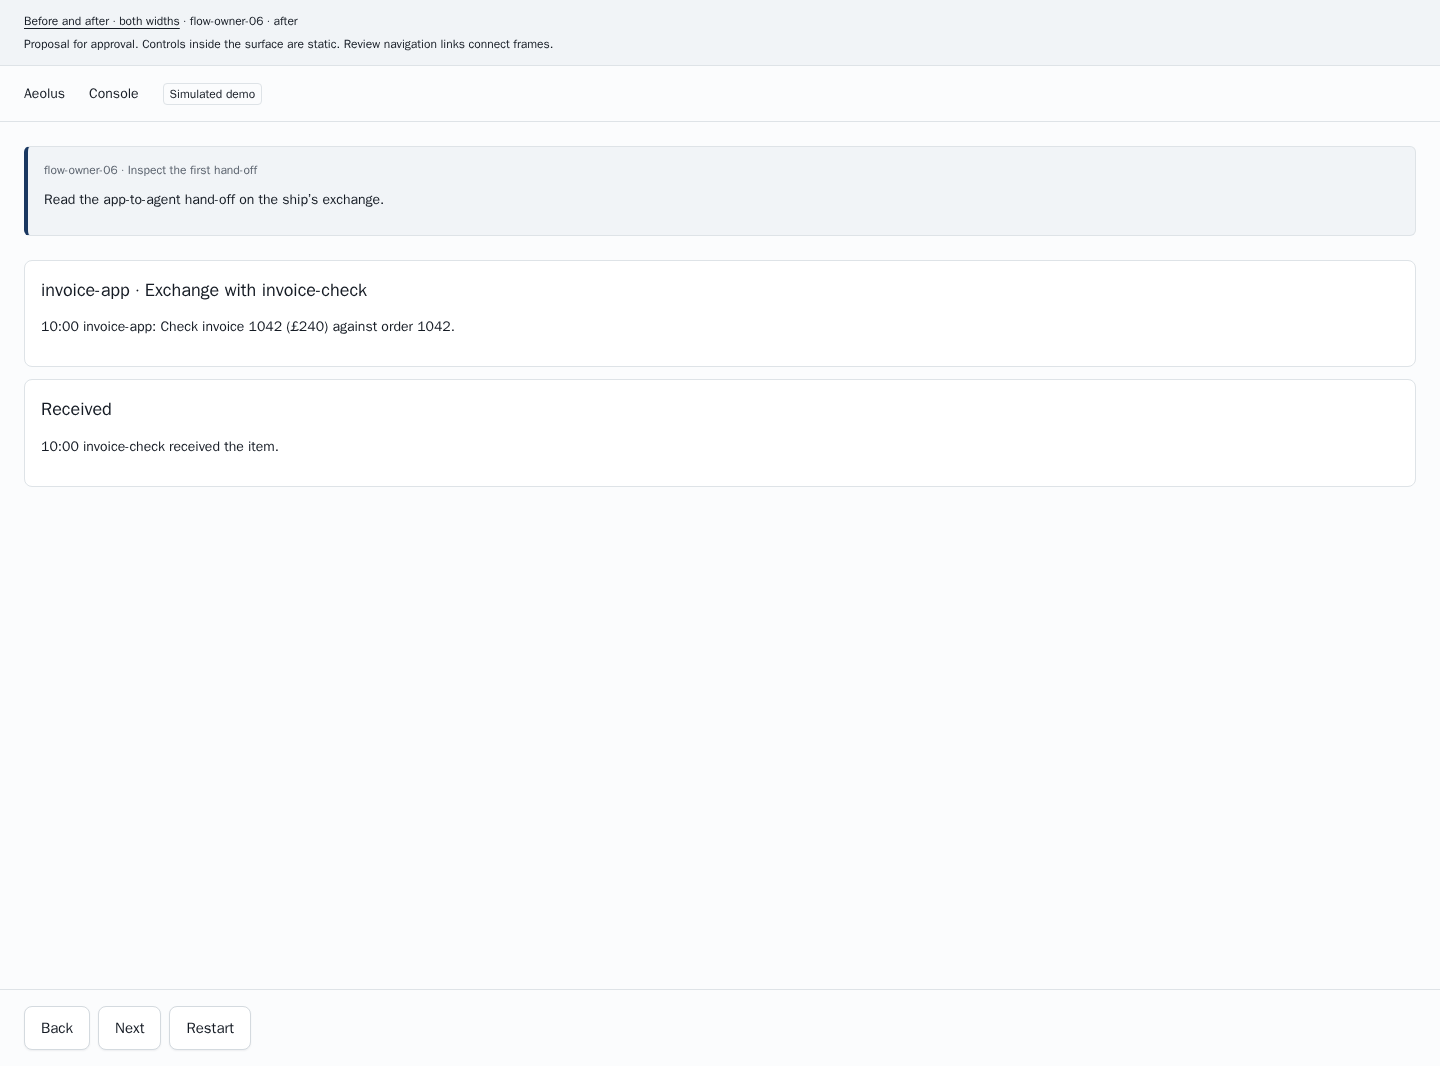 Before and after · both widths · flow-owner-06 · after
Proposal for approval. Controls inside the surface are static. Review navigation links connect frames.
Aeolus Console Simulated demo
flow-owner-06 · Inspect the first hand-off
Read the app-to-agent hand-off on the ship's exchange.
invoice-app · Exchange with invoice-check
10:00 invoice-app: Check invoice 1042 (£240) against order 1042.
Received
10:00 invoice-check received the item.
Back Next Restart